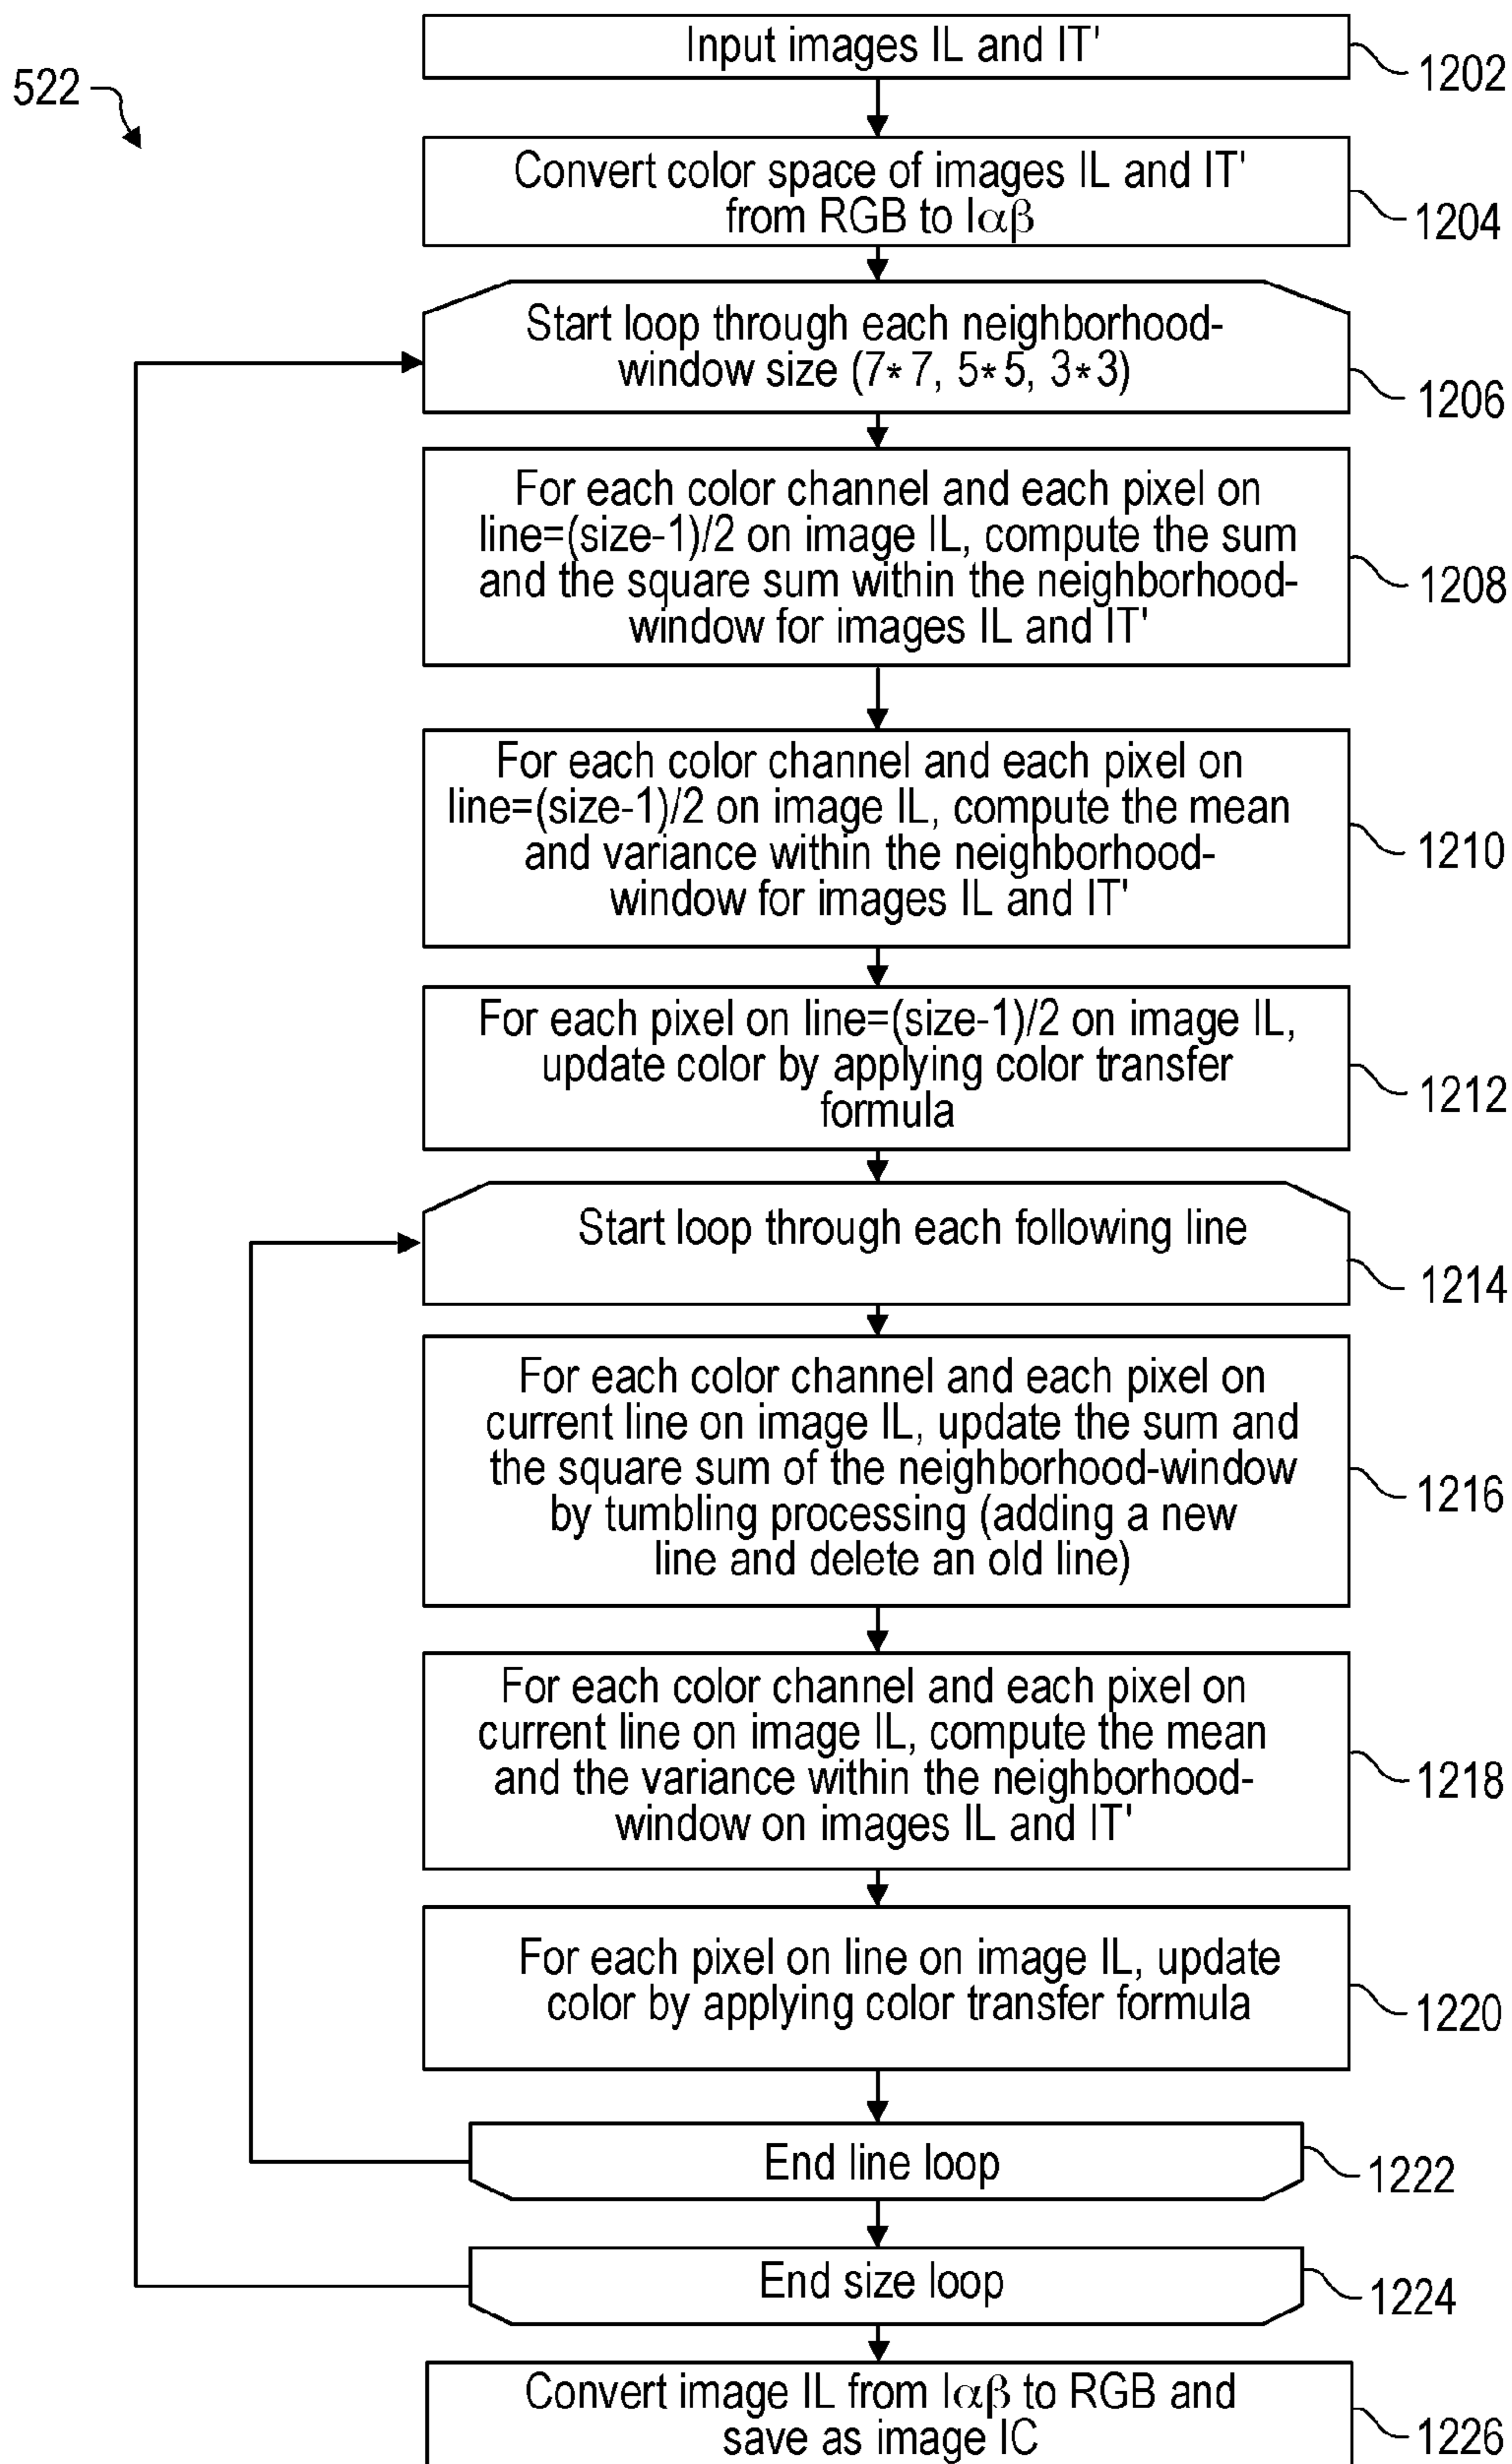 522
Input images IL and IT'
1202
Convert color space of images IL and IT'
from RGB to lαβ
1204
Start loop through each neighborhood-
window size (7*7, 5*5, 3*3)
1206
For each color channel and each pixel on
line=(size-1)/2 on image IL, compute the sum
and the square sum within the neighborhood-
window for images IL and IT'
1208
For each color channel and each pixel on
line=(size-1)/2 on image IL, compute the mean
and variance within the neighborhood-
window for images IL and IT'
1210
For each pixel on line=(size-1)/2 on image IL,
update color by applying color transfer
formula
1212
Start loop through each following line
1214
For each color channel and each pixel on
current line on image IL, update the sum and
the square sum of the neighborhood-window
by tumbling processing (adding a new
line and delete an old line)
1216
For each color channel and each pixel on
current line on image IL, compute the mean
and the variance within the neighborhood-
window on images IL and IT'
1218
For each pixel on line on image IL, update
color by applying color transfer formula
1220
End line loop
1222
End size loop
1224
Convert image IL from lαβ to RGB and
save as image IC
1226